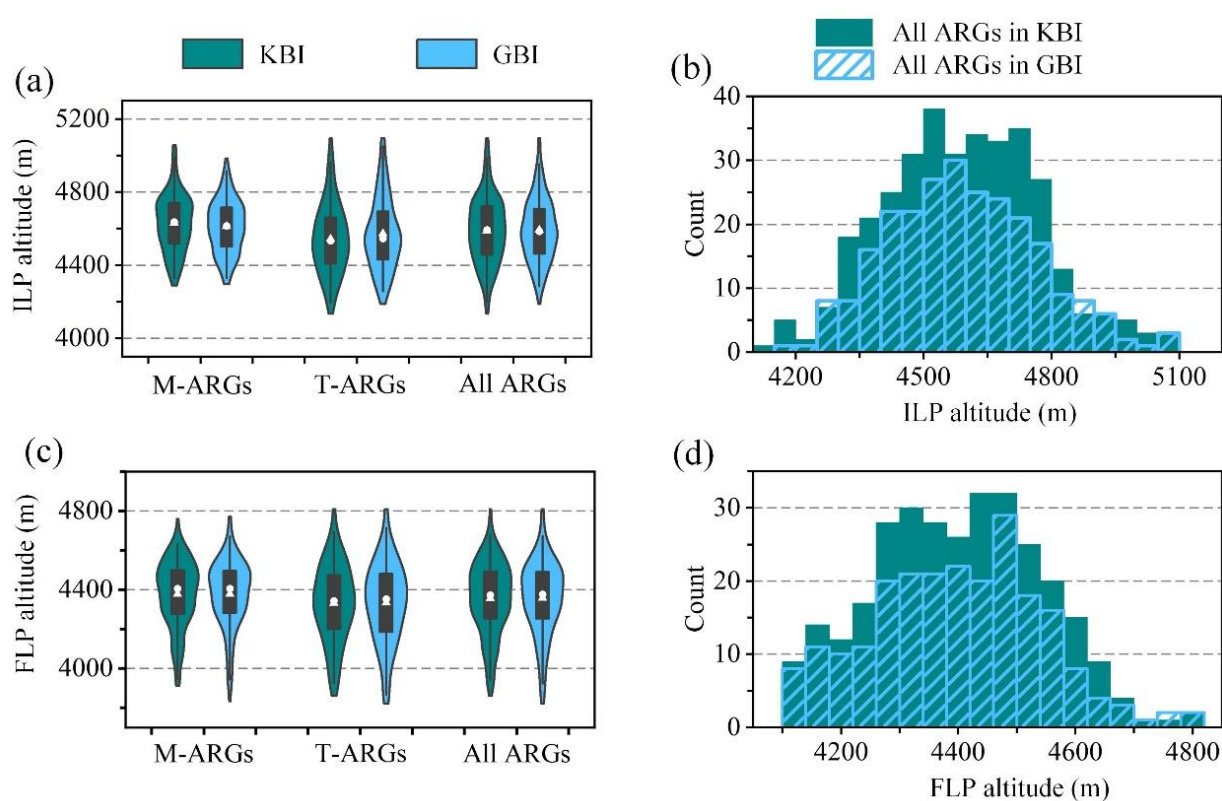 KBI GBI
(a)
5200
4800
4400
4000
ILP altitude (m)
M-ARGs T-ARGs All ARGs
All ARGs in KBI
All ARGs in GBI
(b)
40
30
20
10
0
Count
4200 4500 4800 5100
ILP altitude (m)
(c)
4800
4400
4000
FLP altitude (m)
M-ARGs T-ARGs All ARGs
(d)
30
20
10
0
Count
4200 4400 4600 4800
FLP altitude (m)